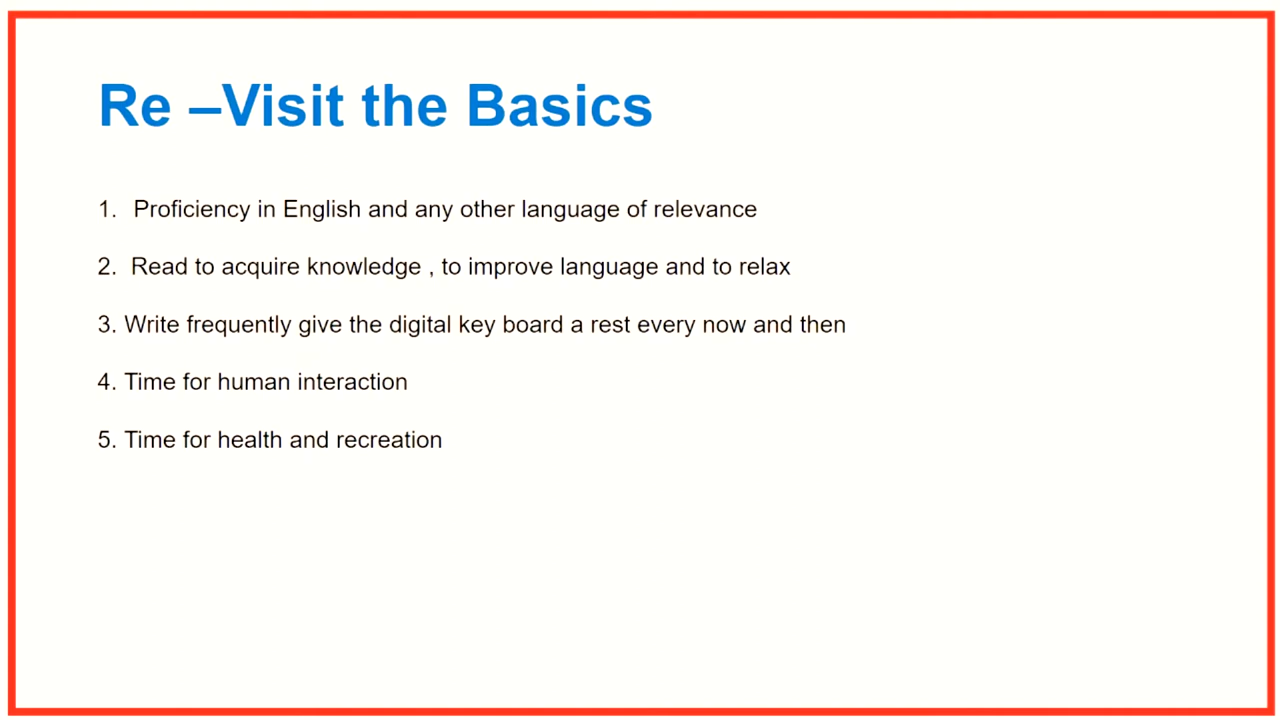 Re –Visit the Basics
1. Proficiency in English and any other language of relevance
2. Read to acquire knowledge , to improve language and to relax
3. Write frequently give the digital key board a rest every now and then
4. Time for human interaction
5. Time for health and recreation